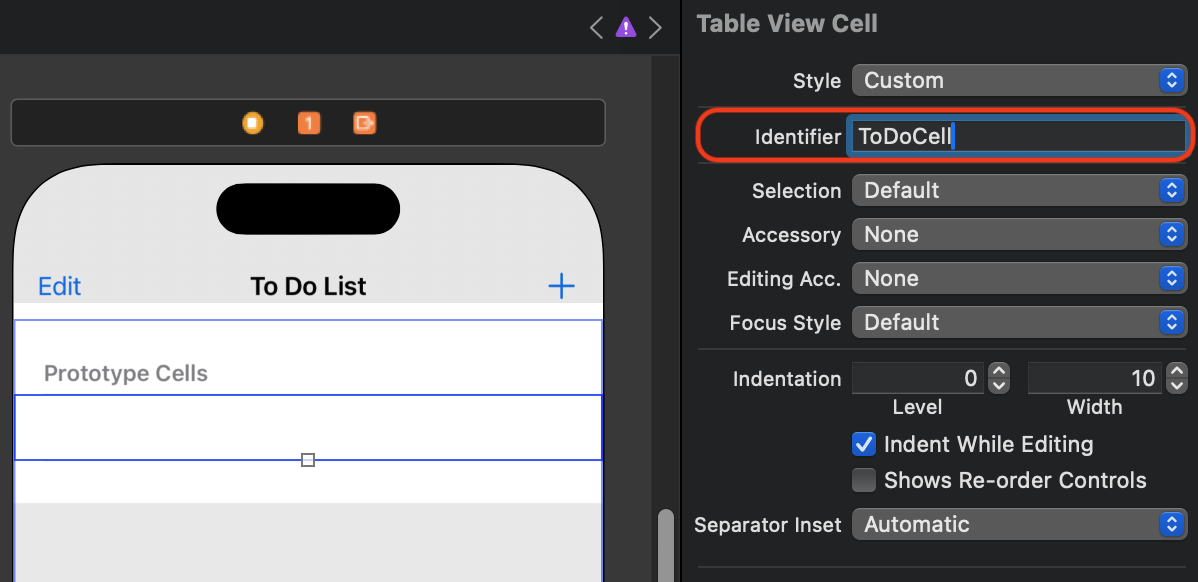 Table View Cell
Style Custom
Identifier ToDoCell
Selection Default
Accessory None
Editing Acc. None
Focus Style Default
Indentation 0 10
Level Width
Indent While Editing
Shows Re-order Controls
Separator Inset Automatic
1
Edit To Do List +
Prototype Cells